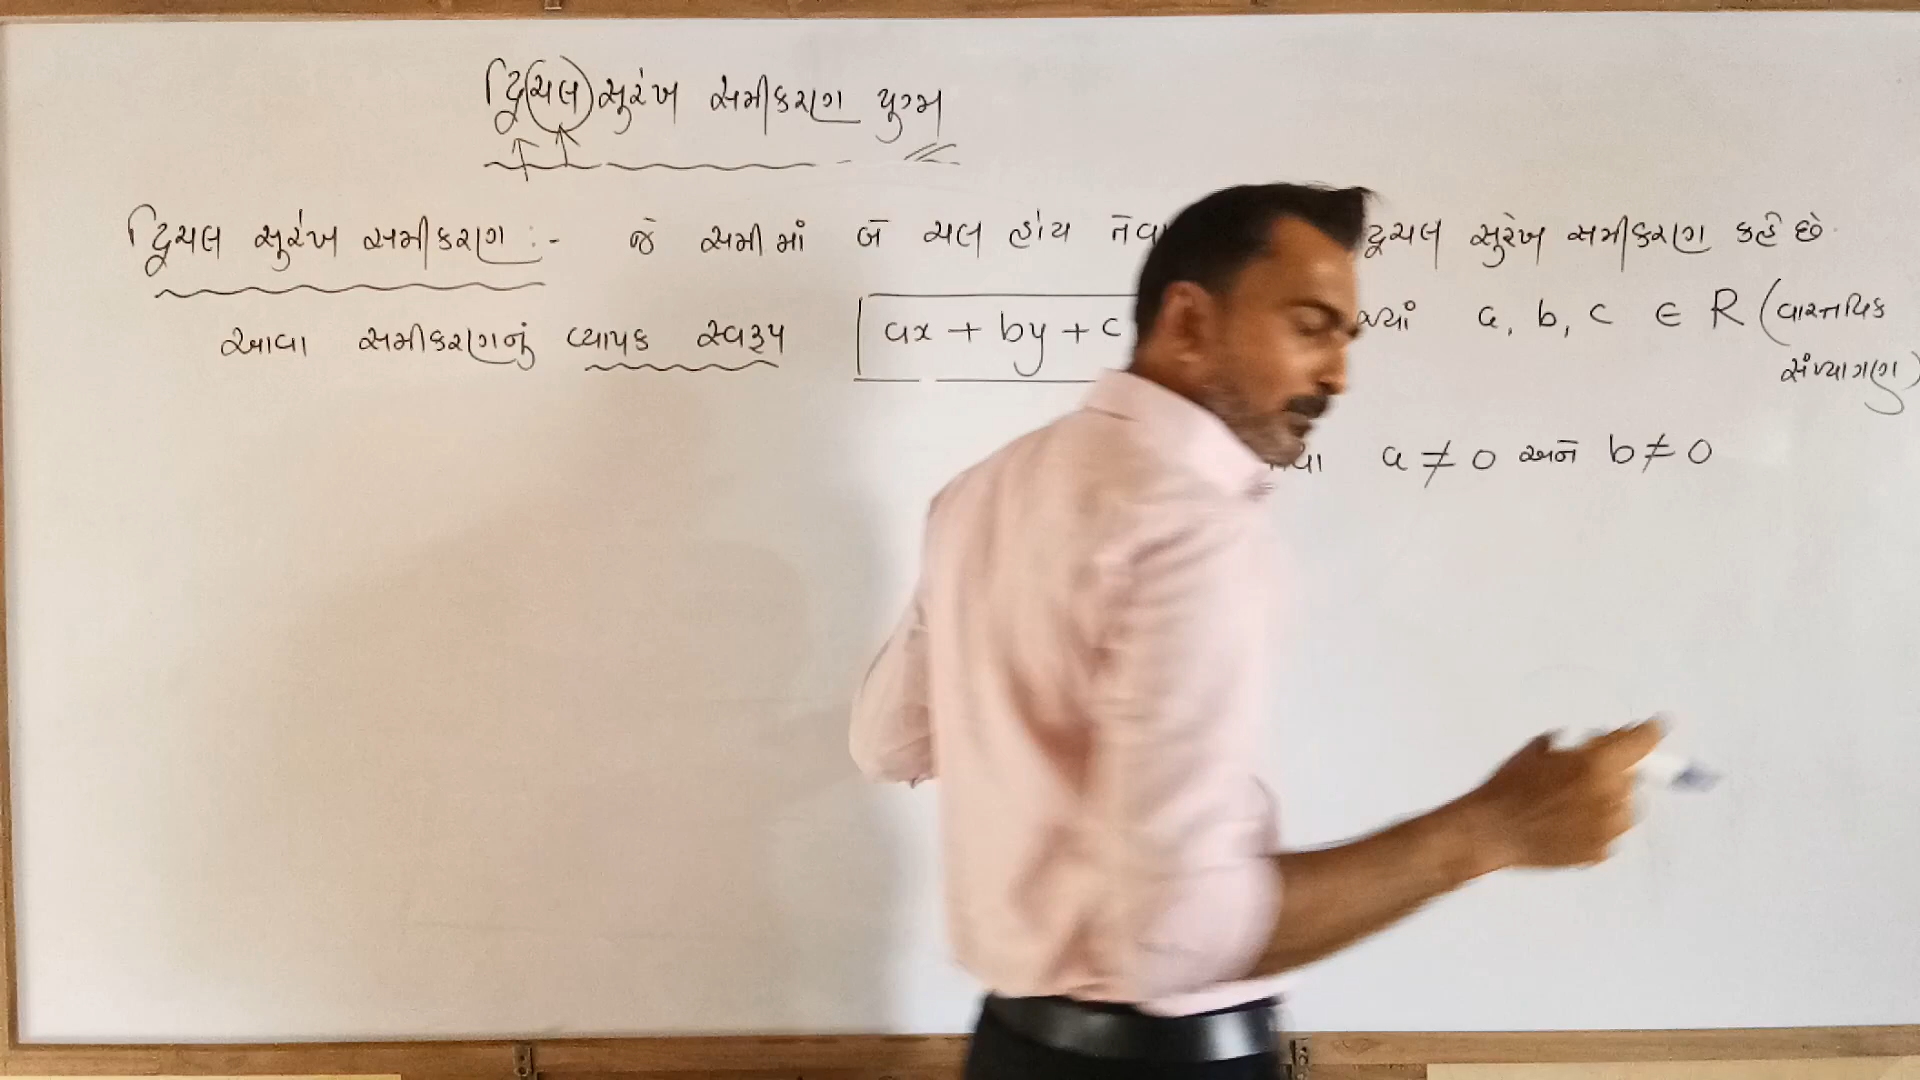 દ્વિચલ સુરેખ સમીકરણ યુગ્મ
દ્વિચલ સુરેખ સમીકરણ :- જે સમીમાં બે ચલ હોય તેવા દ્વિચલ સુરેખ સમીકરણ કહે છે.
આવા સમીકરણનું વ્યાપક સ્વરૂપ ax + by + c જ્યાં a, b, c ∈ R (વાસ્તવિક
સંખ્યાગણ)
a ≠ 0 અને b ≠ 0